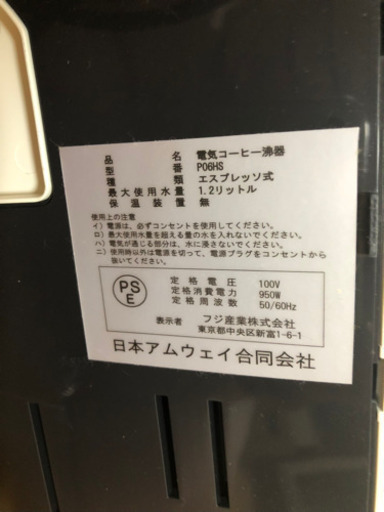 品名 電気コーヒー沸器
型番 P06HS
種類 エスプレッソ式
最大使用水量 1.2リットル
保温装置 無
使用上の注意
イ)電源は、必ずコンセントを使用してください。
ロ)最大使用水量を超える量の水を入れないでください。
ハ)電気が通じる部分は、水に浸さないでください。
ニ)使用時以外は電源を切って、電源プラグをコンセントから抜いてください。
PS
E
定格電圧 100V
定格消費電力 950W
定格周波数 50/60Hz
表示者 フジ産業株式会社
東京都中央区新富1-6-1
日本アムウェイ合同会社